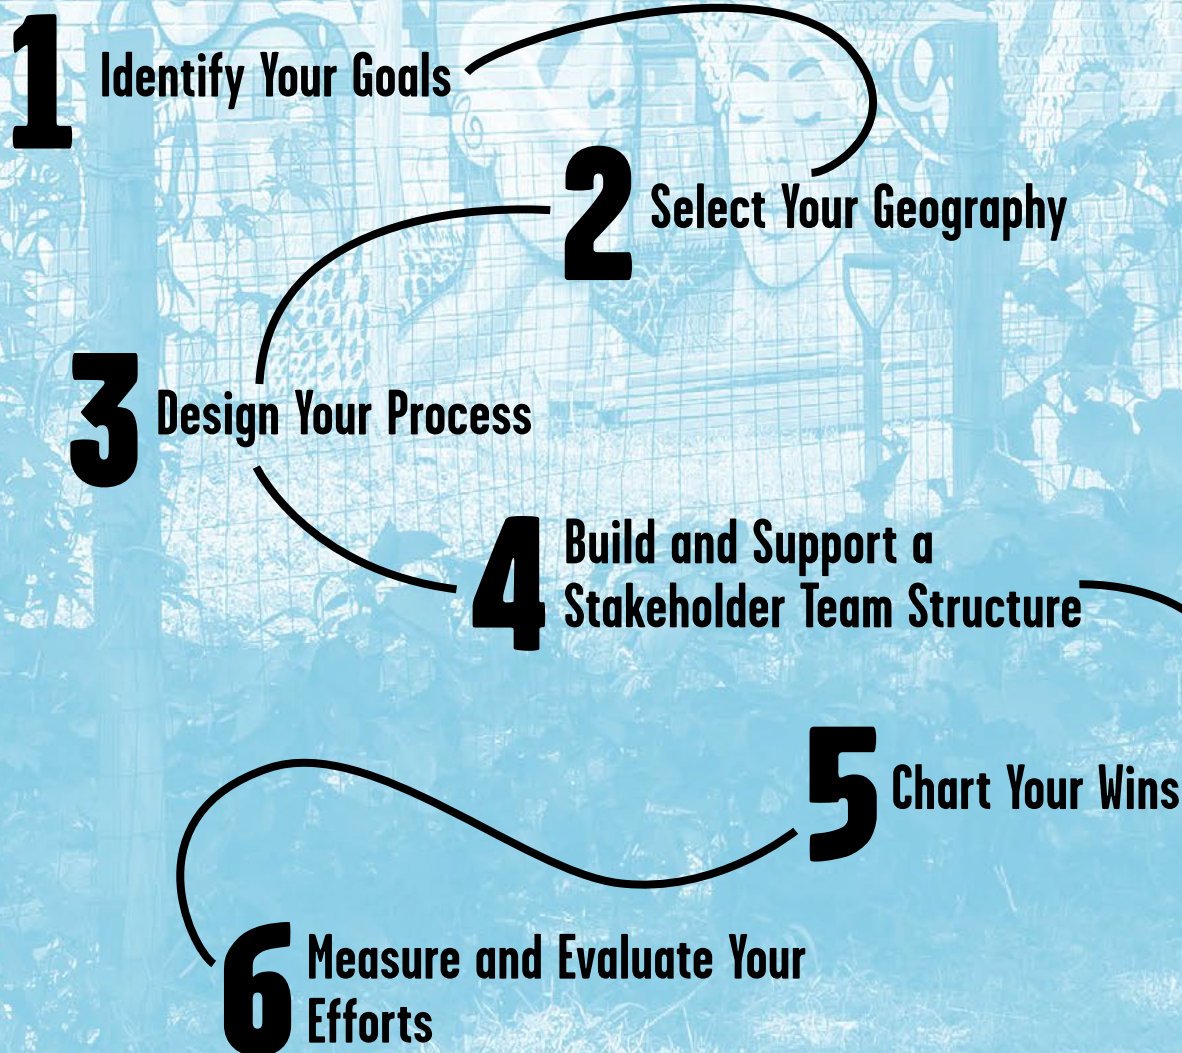 1 Identify Your Goals
2 Select Your Geography
3 Design Your Process
4 Build and Support a
Stakeholder Team Structure
5 Chart Your Wins
6 Measure and Evaluate Your
Efforts